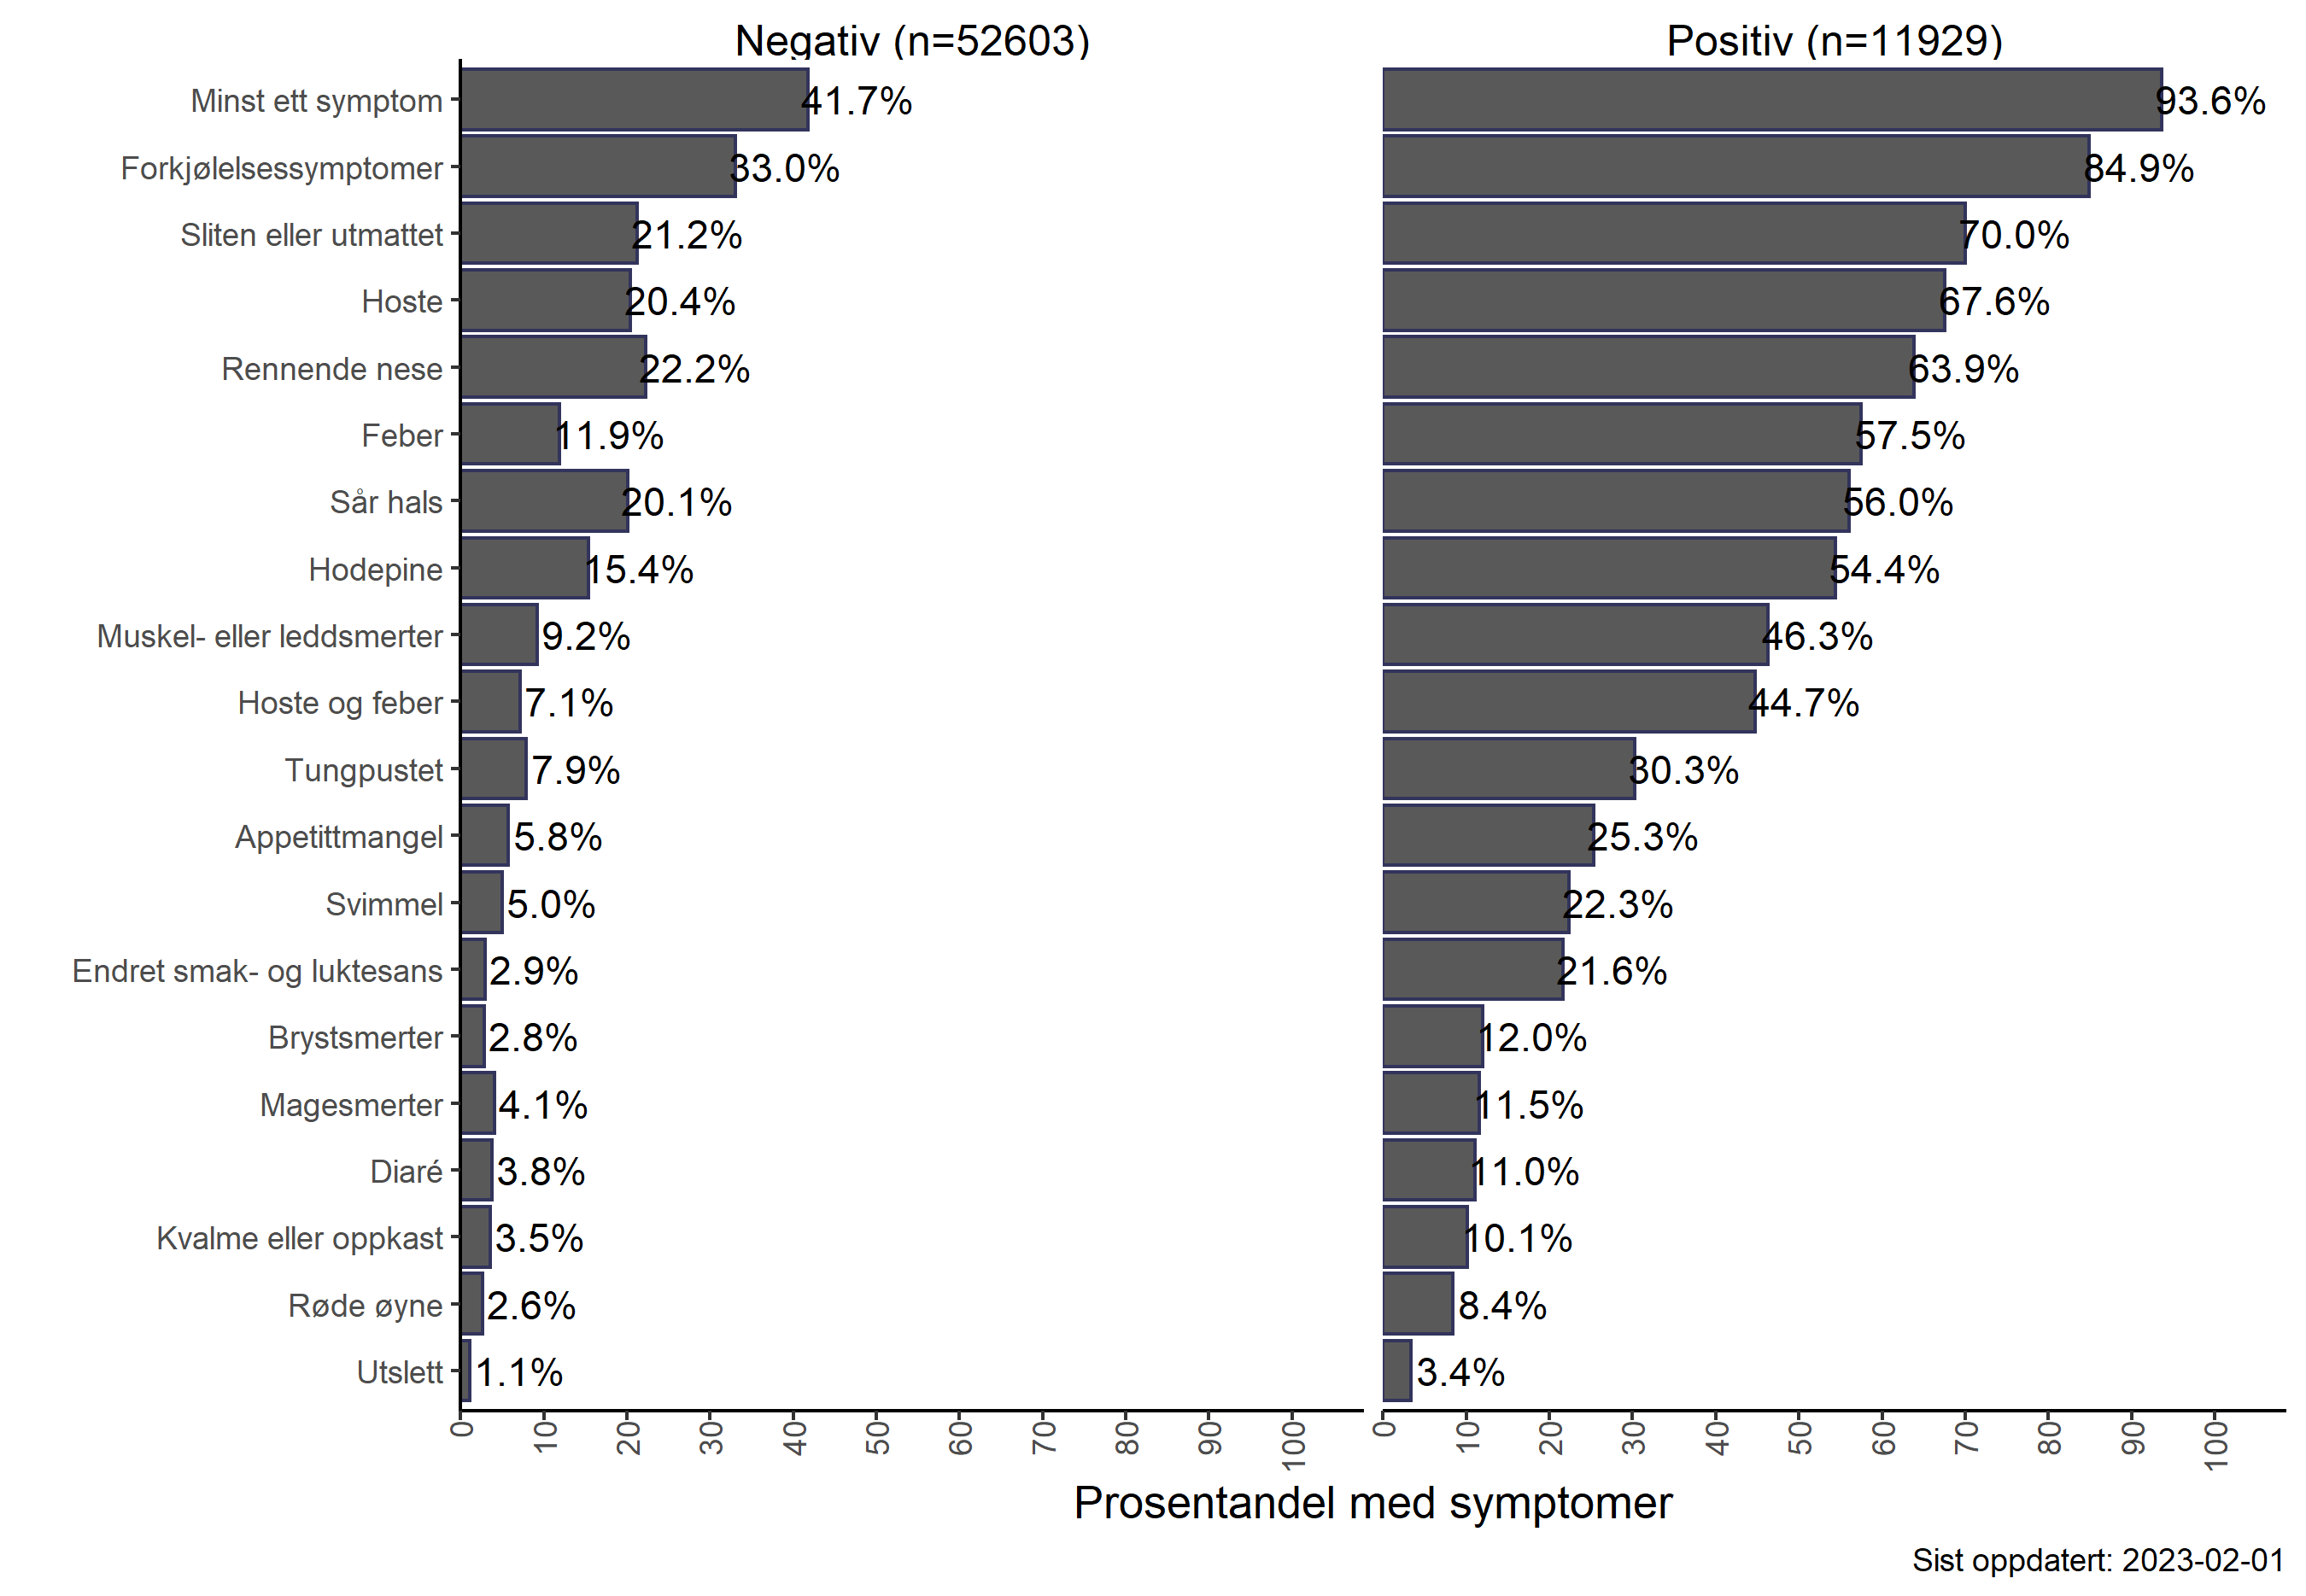 Negativ (n=52603)
Positiv (n=11929)
Minst ett symptom 41.7% 93.6%
Forkjølelsessymptomer 33.0% 84.9%
Sliten eller utmattet 21.2% 70.0%
Hoste 20.4% 67.6%
Rennende nese 22.2% 63.9%
Feber 11.9% 57.5%
Sår hals 20.1% 56.0%
Hodepine 15.4% 54.4%
Muskel- eller leddsmerter 9.2% 46.3%
Hoste og feber 7.1% 44.7%
Tungpustet 7.9% 30.3%
Appetittmangel 5.8% 25.3%
Svimmel 5.0% 22.3%
Endret smak- og luktesans 2.9% 21.6%
Brystsmerter 2.8% 12.0%
Magesmerter 4.1% 11.5%
Diaré 3.8% 11.0%
Kvalme eller oppkast 3.5% 10.1%
Røde øyne 2.6% 8.4%
Utslett 1.1% 3.4%
0 10 20 30 40 50 60 70 80 90 100
0 10 20 30 40 50 60 70 80 90 100
Prosentandel med symptomer
Sist oppdatert: 2023-02-01